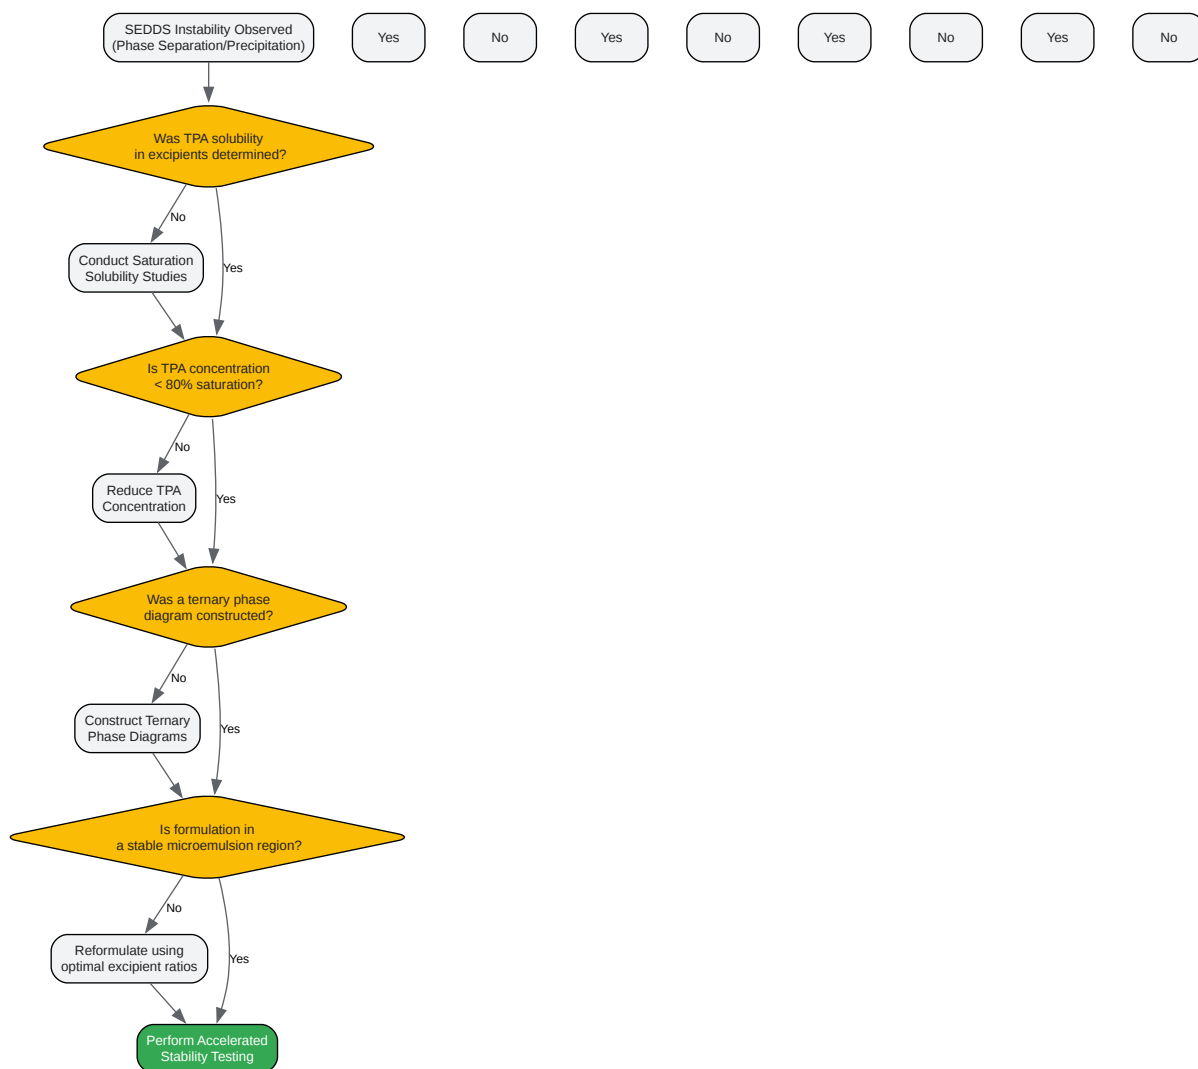 SEDDS Instability Observed
(Phase Separation/Precipitation)
Yes
No
Yes
No
Yes
No
Yes
No
Was TPA solubility
in excipients determined?
No
Conduct Saturation
Solubility Studies
Yes
Is TPA concentration
< 80% saturation?
No
Reduce TPA
Concentration
Yes
Was a ternary phase
diagram constructed?
No
Construct Ternary
Phase Diagrams
Yes
Is formulation in
a stable microemulsion region?
No
Reformulate using
optimal excipient ratios
Yes
Perform Accelerated
Stability Testing